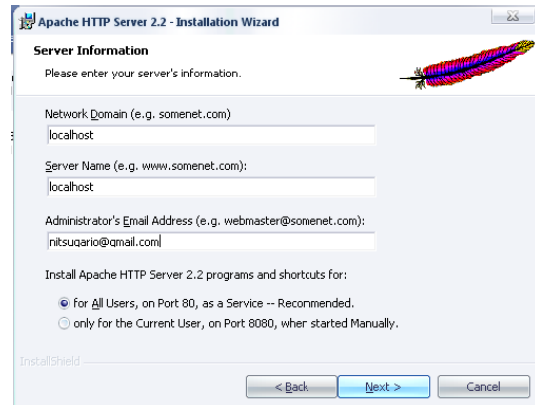 Apache HTTP Server 2.2 - Installation Wizard
Server Information
Please enter your server's information.
Network Domain (e.g. somenet.com)
localhost
Server Name (e.g. www.somenet.com):
localhost
Administrator's Email Address (e.g. webmaster@somenet.com):
nitsugario@gmail.com
Install Apache HTTP Server 2.2 programs and shortcuts for:
for All Users, on Port 80, as a Service -- Recommended.
only for the Current User, on Port 8080, when started Manually.
InstallShield
< Back
Next >
Cancel